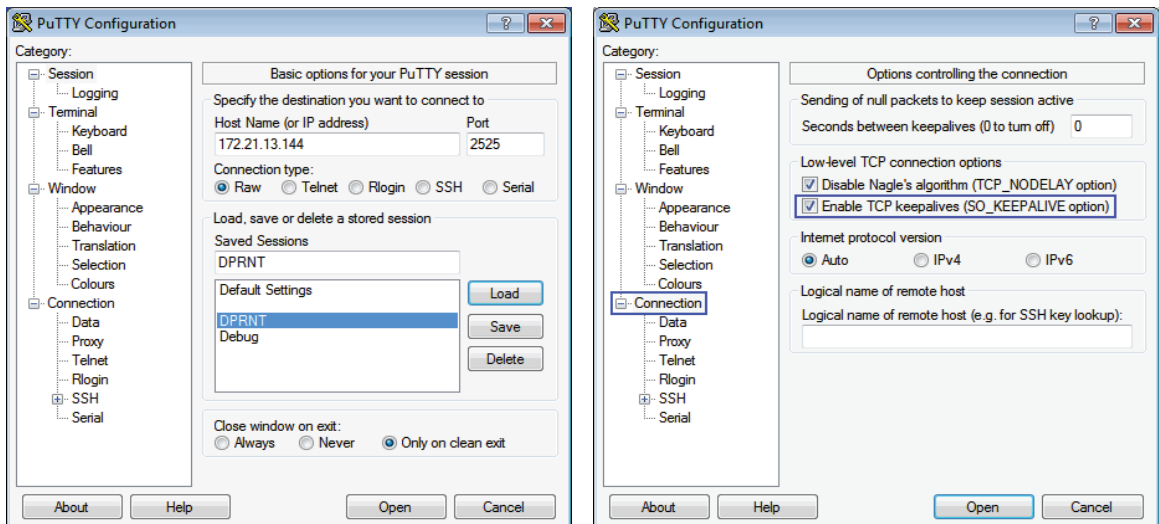 PuTTY Configuration
Category:
Session
Logging
Terminal
Keyboard
Bell
Features
Window
Appearance
Behaviour
Translation
Selection
Colours
Connection
Data
Proxy
Telnet
Rlogin
SSH
Serial
Basic options for your PuTTY session
Specify the destination you want to connect to
Host Name (or IP address) Port
172.21.13.144 2525
Connection type:
Raw Telnet Rlogin SSH Serial
Load, save or delete a stored session
Saved Sessions
DPRNT
Default Settings
DPRNT
Debug
Load
Save
Delete
Close window on exit:
Always Never Only on clean exit
About Help Open Cancel
PuTTY Configuration
Category:
Session
Logging
Terminal
Keyboard
Bell
Features
Window
Appearance
Behaviour
Translation
Selection
Colours
Connection
Data
Proxy
Telnet
Rlogin
SSH
Serial
Options controlling the connection
Sending of null packets to keep session active
Seconds between keepalives (0 to turn off) 0
Low-level TCP connection options
Disable Nagle's algorithm (TCP_NODELAY option)
Enable TCP keepalives (SO_KEEPALIVE option)
Internet protocol version
Auto IPv4 IPv6
Logical name of remote host
Logical name of remote host (e.g. for SSH key lookup):
About Help Open Cancel